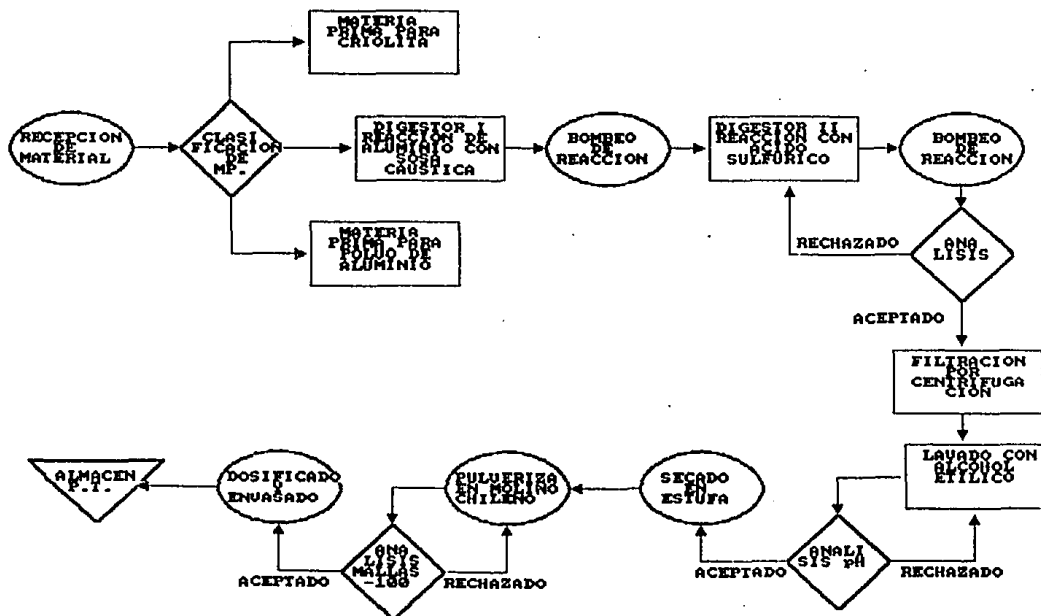 MATERIA
PRIMA PARA
CRIOLITA
RECEPCION
DE
MATERIAL
CLASI
FICACION
DE
MP.
DIGESTOR I
REACCION DE
ALUMINIO CON
SOSA
CAUSTICA
BOMBEO
DE
REACCION
DIGESTOR II
REACCION CON
ACIDO
SULFURICO
BOMBEO
DE
REACCION
MATERIA
PRIMA PARA
POLVO DE
ALUMINIO
RECHAZADO
ANA
LISIS
ACEPTADO
FILTRACION
POR
CENTRIFUGA
CION
LAVADO CON
ALCOHOL
ETILICO
ANALI
SIS pH
RECHAZADO
ACEPTADO
SECADO
EN
ESTUFA
PULVERIZA
EN MOLINO
CHILENO
ANA
LISIS
MALLAS
-100
RECHAZADO
ACEPTADO
DOSIFICADO
O
ENVASADO
ALMACEN
P.T.